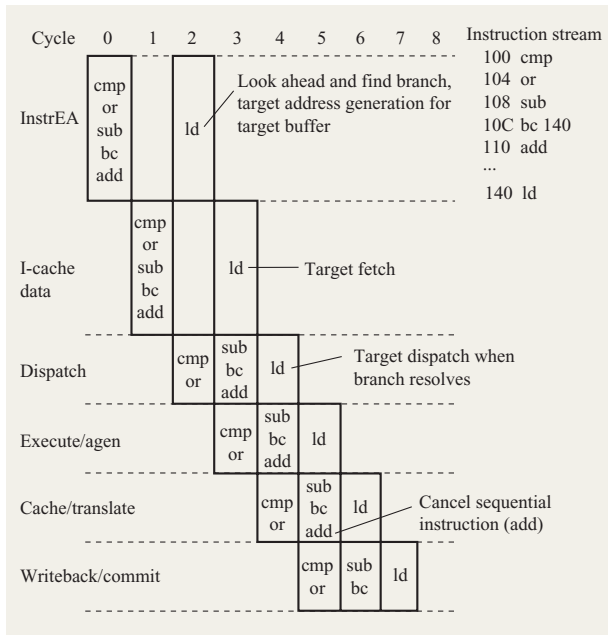 Cycle 0 1 2 3 4 5 6 7 8
Instruction stream
100 cmp
104 or
108 sub
10C bc 140
110 add
...
140 ld
InstrEA
cmp
or
sub
bc
add
ld
Look ahead and find branch,
target address generation for
target buffer
I-cache
data
cmp
or
sub
bc
add
ld
Target fetch
Dispatch
cmp
or
sub
bc
add
ld
Target dispatch when
branch resolves
Execute/agen
cmp
or
sub
bc
add
ld
Cache/translate
cmp
or
sub
bc
add
ld
Cancel sequential
instruction (add)
Writeback/commit
cmp
or
sub
bc
ld